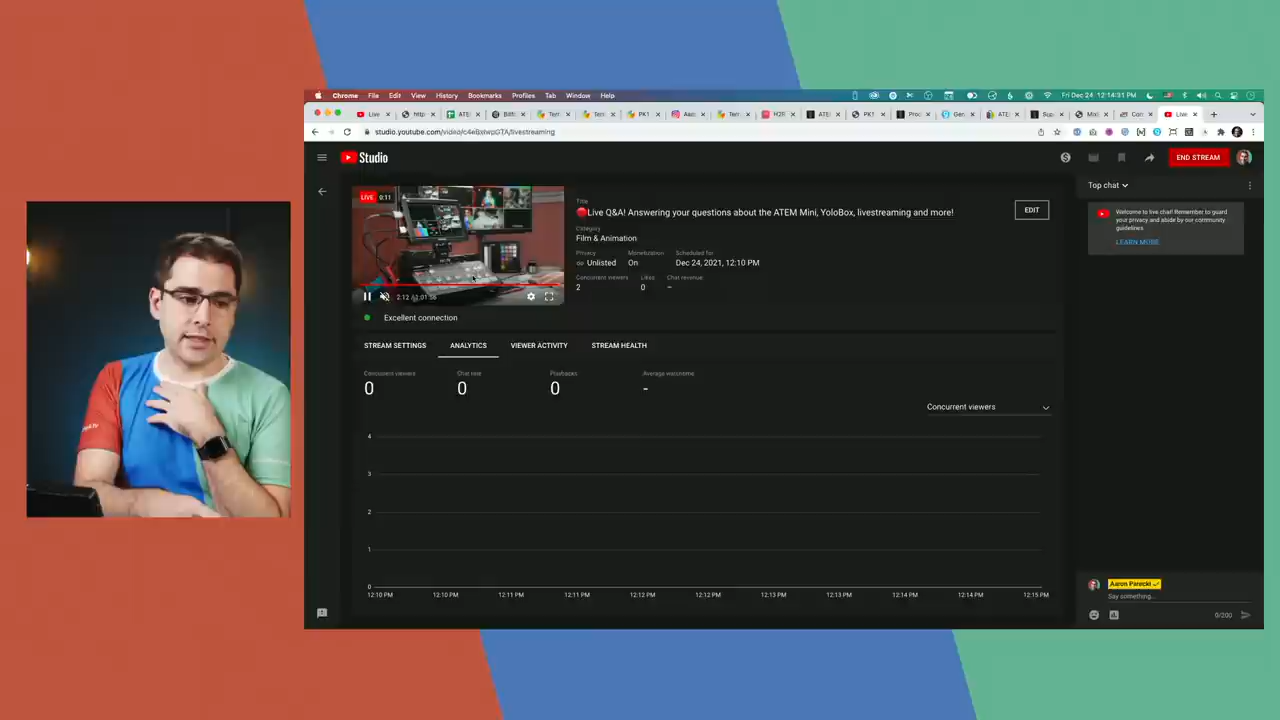 Chrome File Edit View History Bookmarks Profiles Tab Window Help
Fri Dec 24 12:14:31 PM
Live
http
studio.youtube.com/video/c4eBxlwpGTA/livestreaming
Studio
END STREAM
LIVE 0:11
Title
🔴Live Q&A! Answering your questions about the ATEM Mini, YoloBox, livestreaming and more!
EDIT
Category
Film & Animation
Privacy Monetization Scheduled for
Unlisted On Dec 24, 2021, 12:10 PM
Concurrent viewers Likes Chat revenue
2 0 –
Excellent connection
STREAM SETTINGS ANALYTICS VIEWER ACTIVITY STREAM HEALTH
Concurrent viewers Chat rate Playbacks Average watchtime
0 0 0 -
Concurrent viewers
4
3
2
1
0
12:10 PM 12:10 PM 12:11 PM 12:11 PM 12:12 PM 12:12 PM 12:13 PM 12:13 PM 12:14 PM 12:14 PM 12:15 PM
Top chat
Welcome to live chat! Remember to guard
your privacy and abide by our community
guidelines.
LEARN MORE
Aaron Parecki
Say something...
0/200